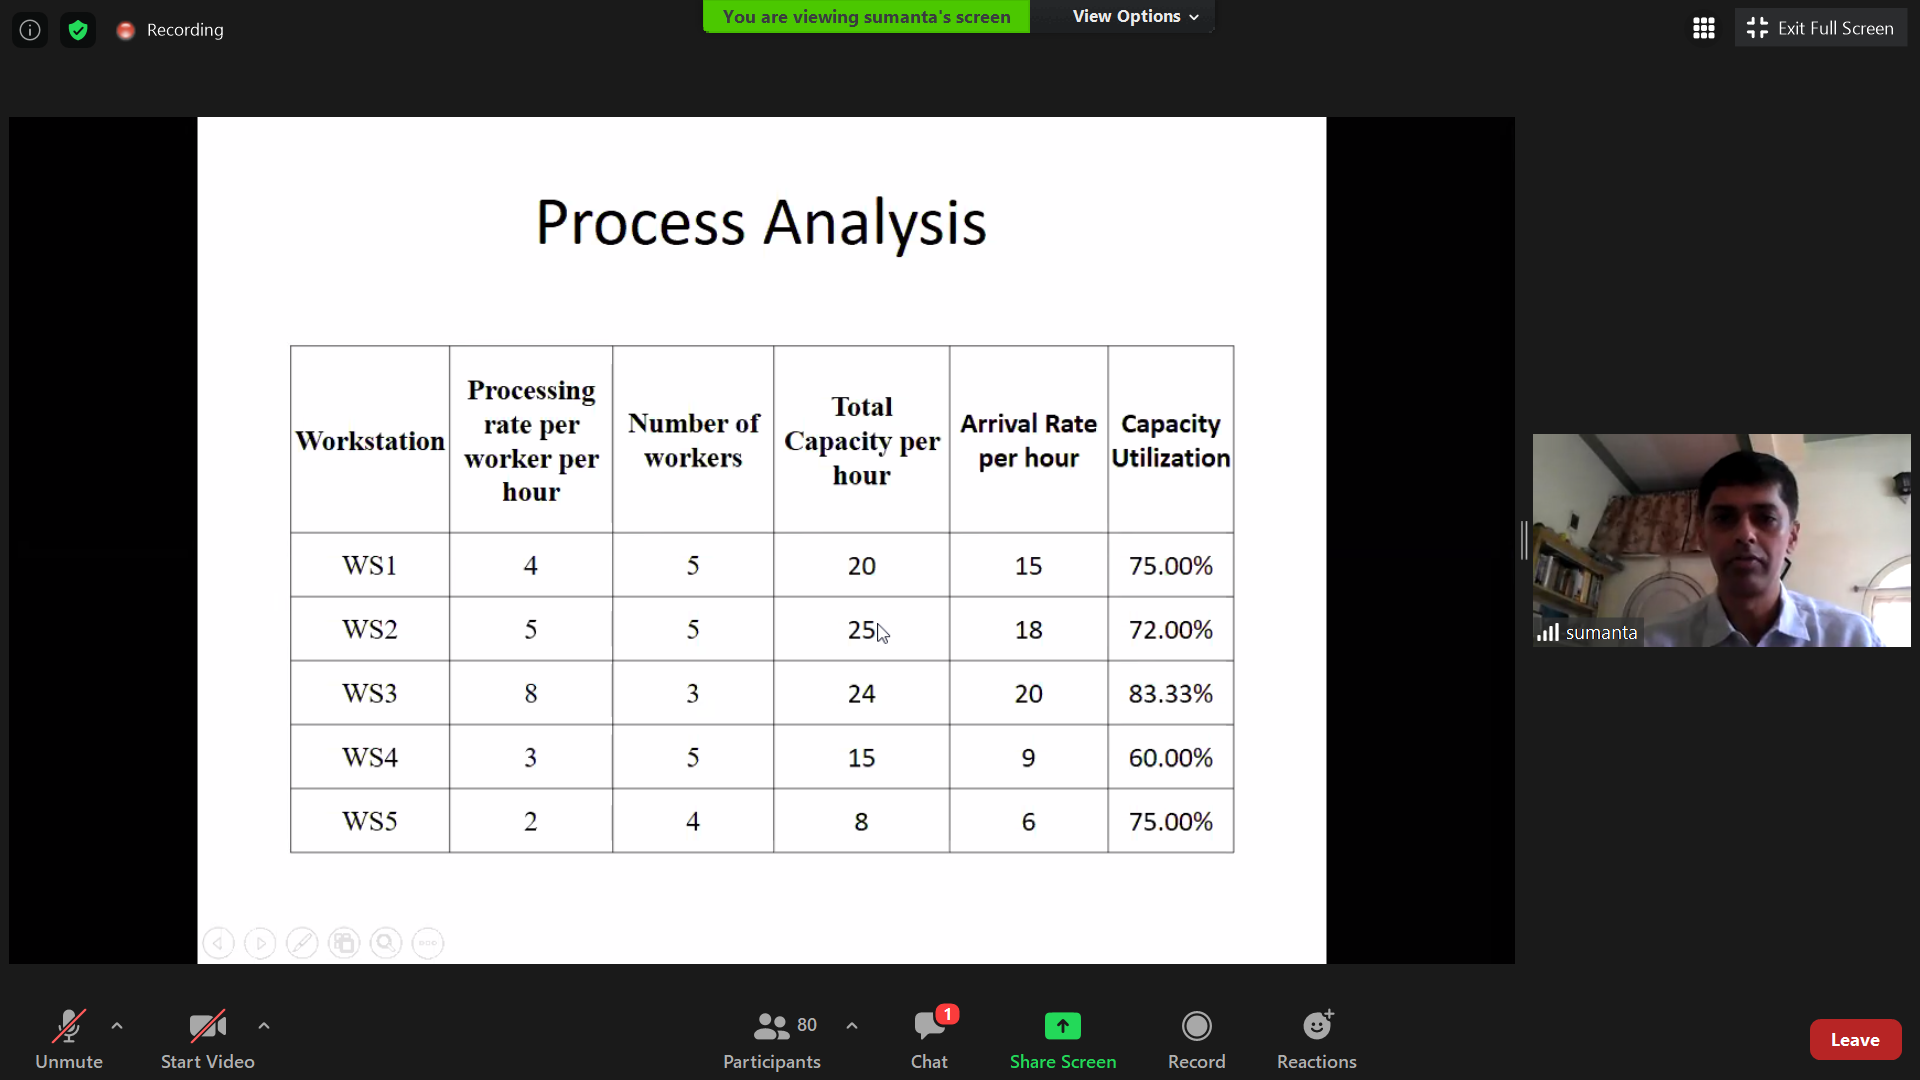 Recording
You are viewing sumanta's screen
View Options
Exit Full Screen
Process Analysis
Workstation
Processing
rate per
worker per
hour
Number of
workers
Total
Capacity per
hour
Arrival Rate
per hour
Capacity
Utilization
WS1 4 5 20 15 75.00%
WS2 5 5 25 18 72.00%
WS3 8 3 24 20 83.33%
WS4 3 5 15 9 60.00%
WS5 2 4 8 6 75.00%
sumanta
Unmute
Start Video
80
Participants
1
Chat
Share Screen
Record
Reactions
Leave